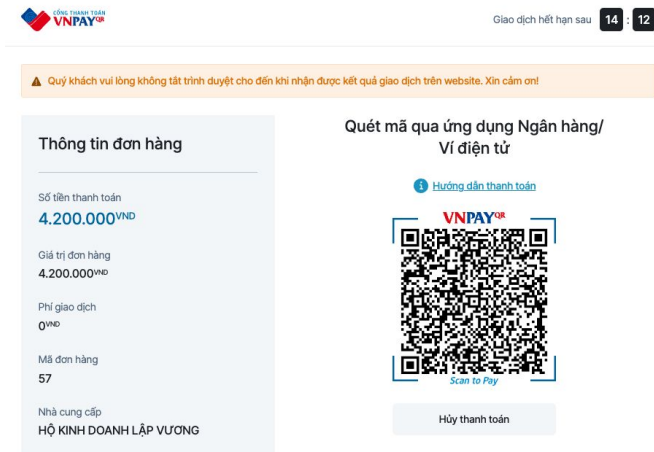 CỔNG THANH TOÁN
VNPAYQR
Giao dịch hết hạn sau 14 : 12
Quý khách vui lòng không tắt trình duyệt cho đến khi nhận được kết quả giao dịch trên website. Xin cảm ơn!
Thông tin đơn hàng
Số tiền thanh toán
4.200.000VND
Giá trị đơn hàng
4.200.000VND
Phí giao dịch
0VND
Mã đơn hàng
57
Nhà cung cấp
HỘ KINH DOANH LẬP VƯƠNG
Quét mã qua ứng dụng Ngân hàng/
Ví điện tử
Hướng dẫn thanh toán
VNPAYQR
Scan to Pay
Hủy thanh toán